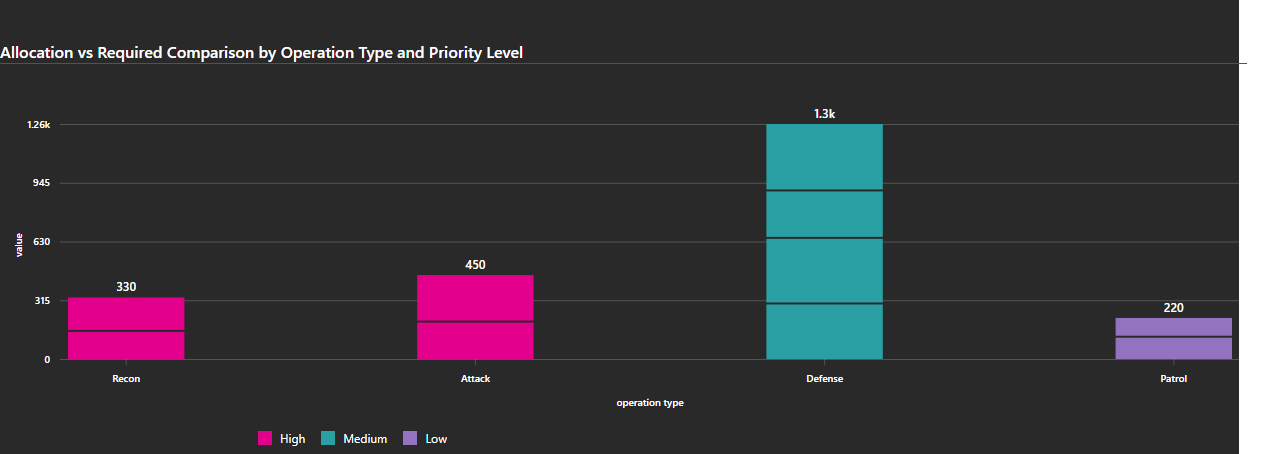 Allocation vs Required Comparison by Operation Type and Priority Level
1.3k
1.26k
945
630
value
450
330
315
220
0
Recon
Attack
Defense
Patrol
operation type
High
Medium
Low